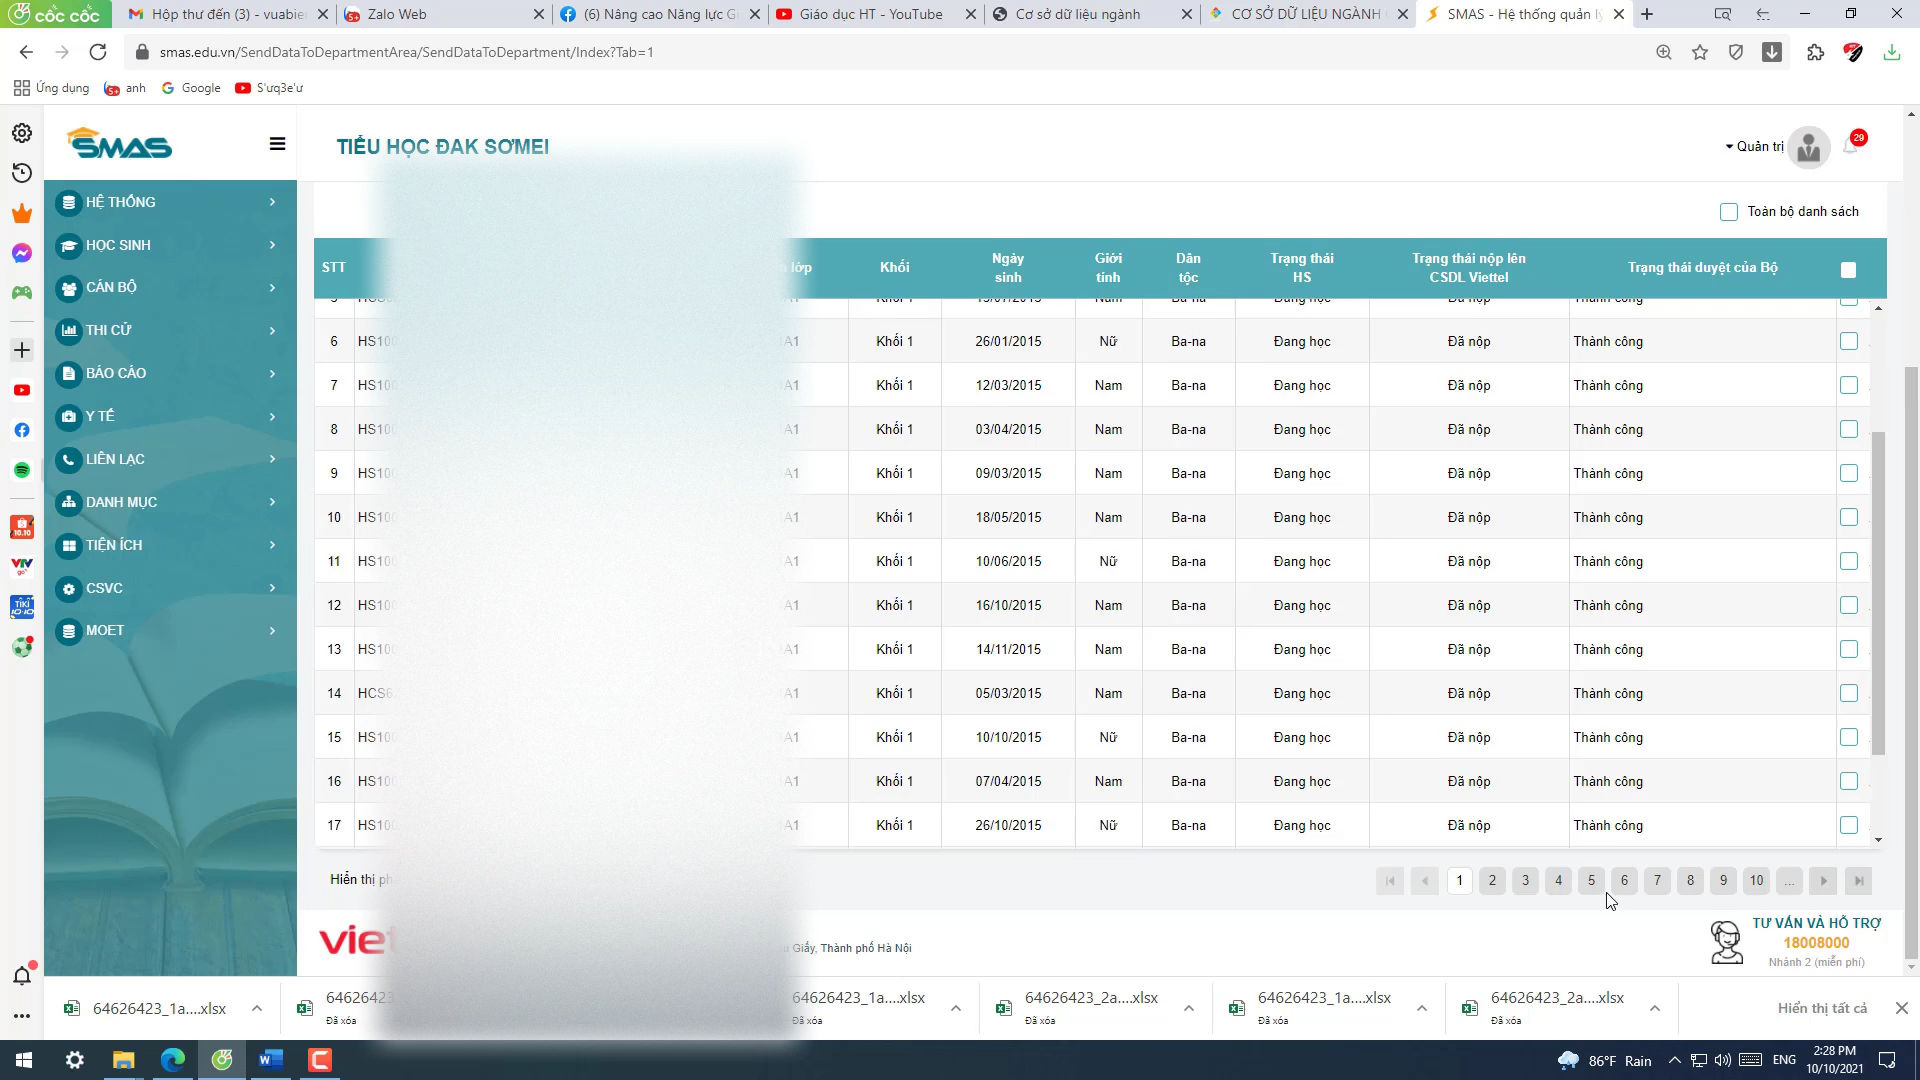 cốc cốc
Hộp thư đến (3) - vuabie
Zalo Web
(6) Nâng cao Năng lực G
Giáo dục HT - YouTube
Cơ sở dữ liệu ngành
CƠ SỞ DỮ LIỆU NGÀNH
SMAS - Hệ thống quản lý
smas.edu.vn/SendDataToDepartmentArea/SendDataToDepartment/Index?Tab=1
Ứng dụng
anh
Google
S'ưq3e'ư
SMAS
TIỂU HỌC ĐAK SƠMEI
Quản trị
29
HỆ THỐNG
HỌC SINH
CÁN BỘ
THI CỬ
BÁO CÁO
Y TẾ
LIÊN LẠC
DANH MỤC
TIỆN ÍCH
CSVC
MOET
Toàn bộ danh sách
STT lớp Khối Ngày sinh Giới tính Dân tộc Trạng thái HS Trạng thái nộp lên CSDL Viettel Trạng thái duyệt của Bộ
6 HS100 A1 Khối 1 26/01/2015 Nữ Ba-na Đang học Đã nộp Thành công
7 HS100 A1 Khối 1 12/03/2015 Nam Ba-na Đang học Đã nộp Thành công
8 HS100 A1 Khối 1 03/04/2015 Nam Ba-na Đang học Đã nộp Thành công
9 HS100 A1 Khối 1 09/03/2015 Nam Ba-na Đang học Đã nộp Thành công
10 HS100 A1 Khối 1 18/05/2015 Nam Ba-na Đang học Đã nộp Thành công
11 HS100 A1 Khối 1 10/06/2015 Nữ Ba-na Đang học Đã nộp Thành công
12 HS100 A1 Khối 1 16/10/2015 Nam Ba-na Đang học Đã nộp Thành công
13 HS100 A1 Khối 1 14/11/2015 Nam Ba-na Đang học Đã nộp Thành công
14 HCS6 A1 Khối 1 05/03/2015 Nam Ba-na Đang học Đã nộp Thành công
15 HS100 A1 Khối 1 10/10/2015 Nữ Ba-na Đang học Đã nộp Thành công
16 HS100 A1 Khối 1 07/04/2015 Nam Ba-na Đang học Đã nộp Thành công
17 HS100 A1 Khối 1 26/10/2015 Nữ Ba-na Đang học Đã nộp Thành công
Hiển thị
1 2 3 4 5 6 7 8 9 10 ...
viet
Giấy, Thành phố Hà Nội
TƯ VẤN VÀ HỖ TRỢ
18008000
Nhánh 2 (miễn phí)
64626423_1a....xlsx
64626423
Đã xóa
64626423_1a....xlsx
Đã xóa
64626423_2a....xlsx
Đã xóa
64626423_1a....xlsx
Đã xóa
64626423_2a....xlsx
Đã xóa
Hiển thị tất cả
86°F Rain
ENG
2:28 PM
10/10/2021